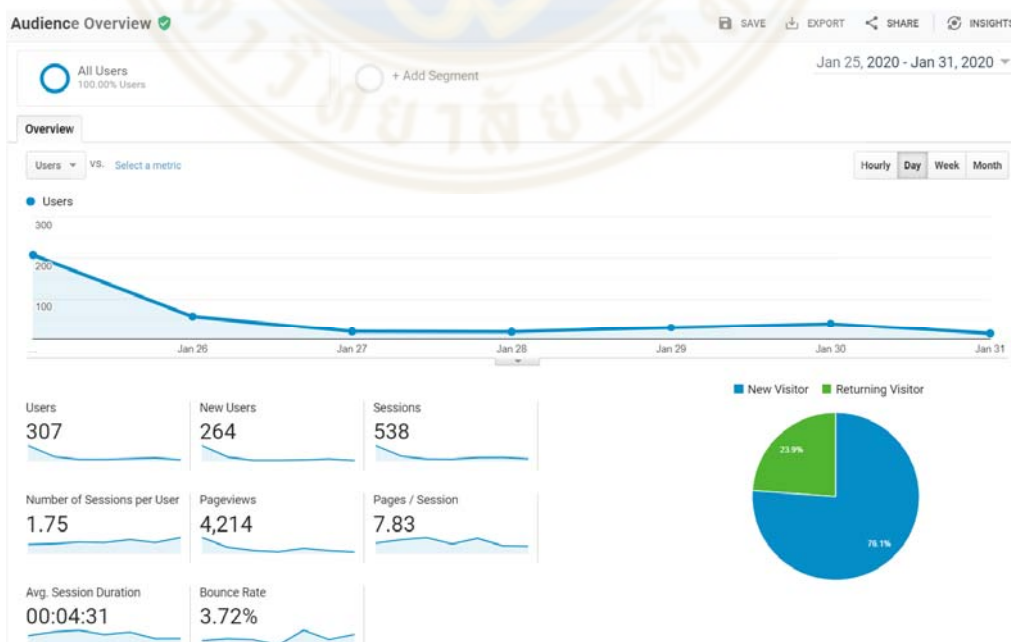 Audience Overview
SAVE EXPORT SHARE INSIGHTS
All Users
100.00% Users
+ Add Segment
Jan 25, 2020 - Jan 31, 2020
Overview
Users VS. Select a metric
Hourly Day Week Month
Users
300
200
100
...
Jan 26 Jan 27 Jan 28 Jan 29 Jan 30 Jan 31
New Visitor Returning Visitor
Users New Users Sessions
307 264 538
23.9%
76.1%
Number of Sessions per User Pageviews Pages / Session
1.75 4,214 7.83
Avg. Session Duration Bounce Rate
00:04:31 3.72%